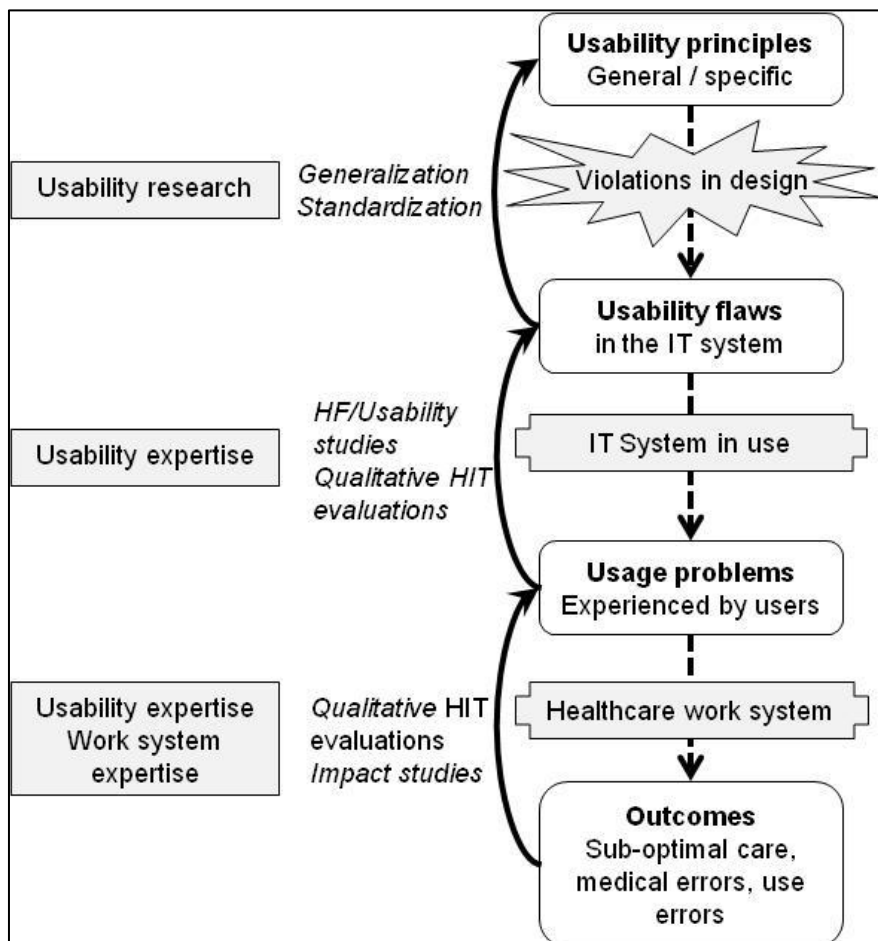 Usability principles
General / specific
Violations in design
Usability research
Generalization
Standardization
Usability flaws
in the IT system
HF/Usability
studies
Qualitative HIT
evaluations
Usability expertise
IT System in use
Usage problems
Experienced by users
Usability expertise
Work system
expertise
Qualitative HIT
evaluations
Impact studies
Healthcare work system
Outcomes
Sub-optimal care,
medical errors, use
errors